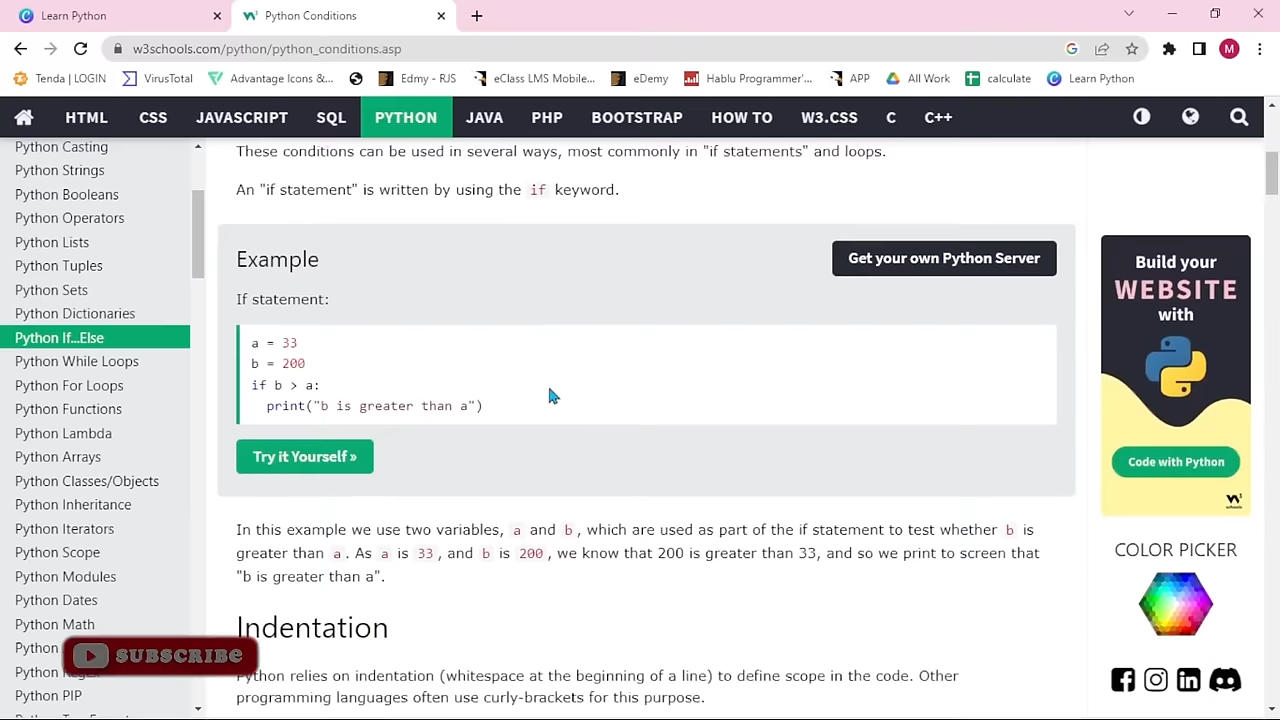 Learn Python
Python Conditions
w3schools.com/python/python_conditions.asp
M
Tenda | LOGIN
VirusTotal
Advantage Icons &...
Edmy - RJS
eClass LMS Mobile...
eDemy
Hablu Programmer'...
APP
All Work
calculate
Learn Python
HTML
CSS
JAVASCRIPT
SQL
PYTHON
JAVA
PHP
BOOTSTRAP
HOW TO
W3.CSS
C
C++
Python Casting
Python Strings
Python Booleans
Python Operators
Python Lists
Python Tuples
Python Sets
Python Dictionaries
Python If...Else
Python While Loops
Python For Loops
Python Functions
Python Lambda
Python Arrays
Python Classes/Objects
Python Inheritance
Python Iterators
Python Scope
Python Modules
Python Dates
Python Math
Python
Python
Python PIP
SUBSCRIBE
These conditions can be used in several ways, most commonly in "if statements" and loops.
An "if statement" is written by using the if keyword.
Example
Get your own Python Server
If statement:
a = 33
b = 200
if b > a:
print("b is greater than a")
Try it Yourself »
In this example we use two variables, a and b, which are used as part of the if statement to test whether b is
greater than a. As a is 33, and b is 200, we know that 200 is greater than 33, and so we print to screen that
"b is greater than a".
Indentation
Python relies on indentation (whitespace at the beginning of a line) to define scope in the code. Other
programming languages often use curly-brackets for this purpose.
Build your
WEBSITE
with
Code with Python
COLOR PICKER